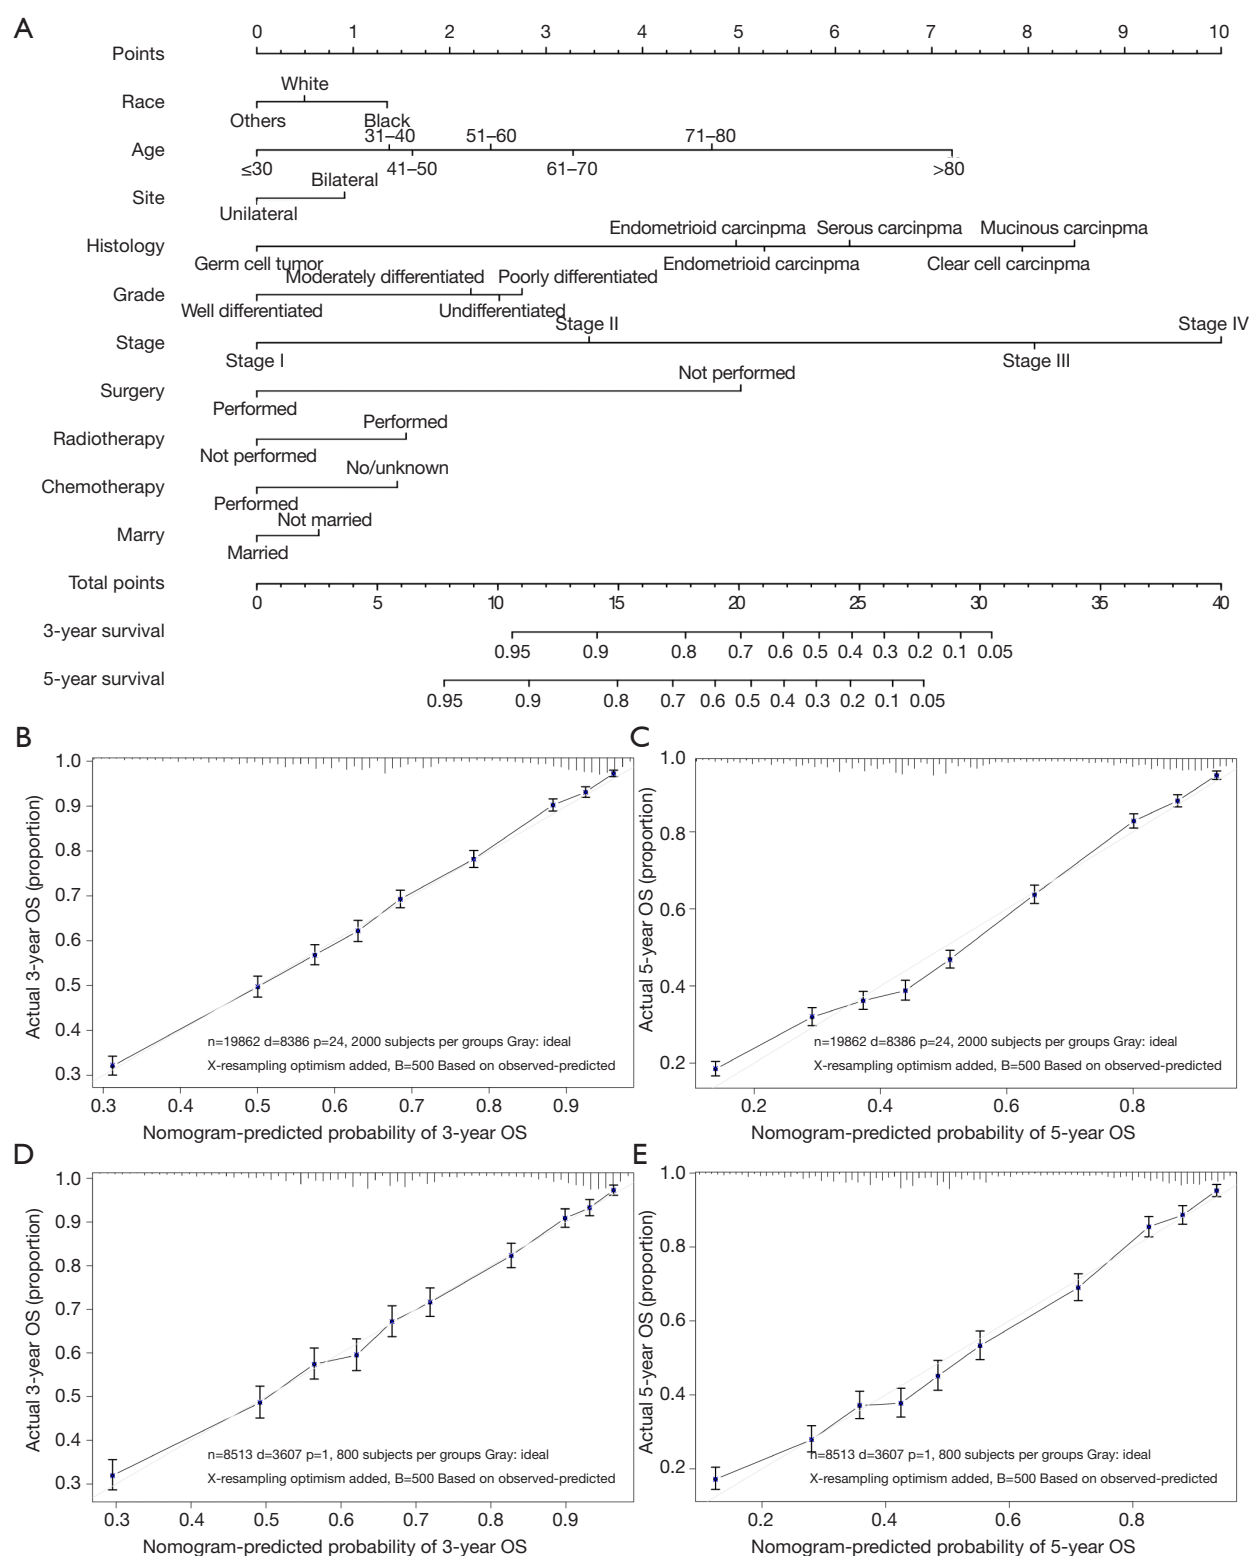 A
0 1 2 3 4 5 6 7 8 9 10
Points
White
Race
Others Black
31–40 51–60 71–80
Age
≤30 41–50 61–70 >80
Bilateral
Site
Unilateral
Endometrioid carcinpma Serous carcinpma Mucinous carcinpma
Histology
Germ cell tumor Endometrioid carcinpma Clear cell carcinpma
Moderately differentiated Poorly differentiated
Grade
Well differentiated Undifferentiated
Stage II Stage IV
Stage
Stage I Stage III
Not performed
Surgery
Performed
Performed
Radiotherapy
Not performed
No/unknown
Chemotherapy
Performed
Not married
Marry
Married
Total points
0 5 10 15 20 25 30 35 40
3-year survival
0.95 0.9 0.8 0.7 0.6 0.5 0.4 0.3 0.2 0.1 0.05
5-year survival
0.95 0.9 0.8 0.7 0.6 0.5 0.4 0.3 0.2 0.1 0.05
B
Actual 3-year OS (proportion)
1.0
0.9
0.8
0.7
0.6
0.5
0.4
0.3
n=19862 d=8386 p=24, 2000 subjects per groups Gray: ideal
X-resampling optimism added, B=500 Based on observed-predicted
0.3 0.4 0.5 0.6 0.7 0.8 0.9
Nomogram-predicted probability of 3-year OS
C
Actual 5-year OS (proportion)
1.0
0.8
0.6
0.4
0.2
n=19862 d=8386 p=24, 2000 subjects per groups Gray: ideal
X-resampling optimism added, B=500 Based on observed-predicted
0.2 0.4 0.6 0.8
Nomogram-predicted probability of 5-year OS
D
Actual 3-year OS (proportion)
1.0
0.9
0.8
0.7
0.6
0.5
0.4
0.3
n=8513 d=3607 p=1, 800 subjects per groups Gray: ideal
X-resampling optimism added, B=500 Based on observed-predicted
0.3 0.4 0.5 0.6 0.7 0.8 0.9
Nomogram-predicted probability of 3-year OS
E
Actual 5-year OS (proportion)
1.0
0.8
0.6
0.4
0.2
n=8513 d=3607 p=1, 800 subjects per groups Gray: ideal
X-resampling optimism added, B=500 Based on observed-predicted
0.2 0.4 0.6 0.8
Nomogram-predicted probability of 5-year OS